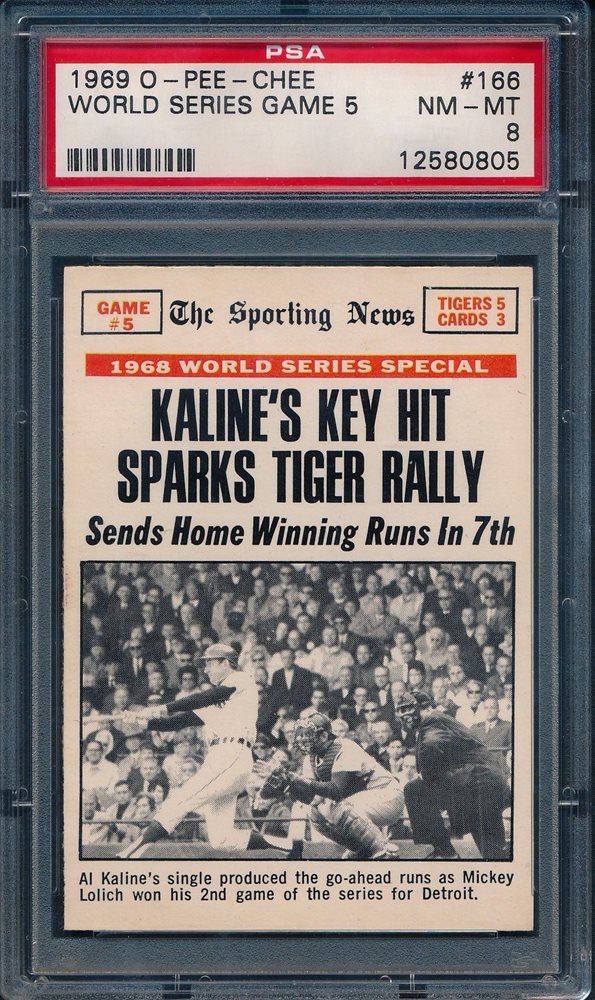 PSA
1969 O-PEE-CHEE #166
WORLD SERIES GAME 5 NM-MT
8
12580805
GAME #5
The Sporting News
TIGERS 5
CARDS 3
1968 WORLD SERIES SPECIAL
KALINE'S KEY HIT
SPARKS TIGER RALLY
Sends Home Winning Runs In 7th
Al Kaline's single produced the go-ahead runs as Mickey
Lolich won his 2nd game of the series for Detroit.